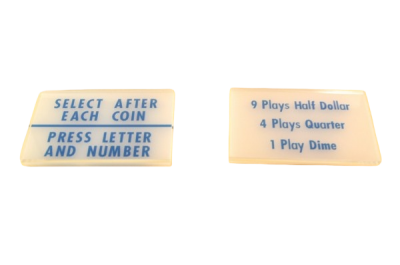 SELECT AFTER
EACH COIN
PRESS LETTER
AND NUMBER
9 Plays Half Dollar
4 Plays Quarter
1 Play Dime